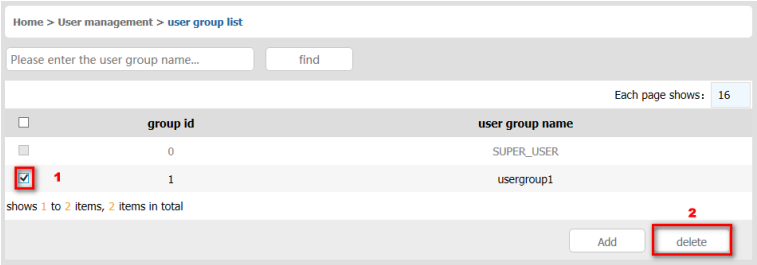 Home > User management > user group list
Please enter the user group name... find
Each page shows: 16
group id user group name
0 SUPER_USER
1 1 usergroup1
shows 1 to 2 items, 2 items in total
2
Add delete